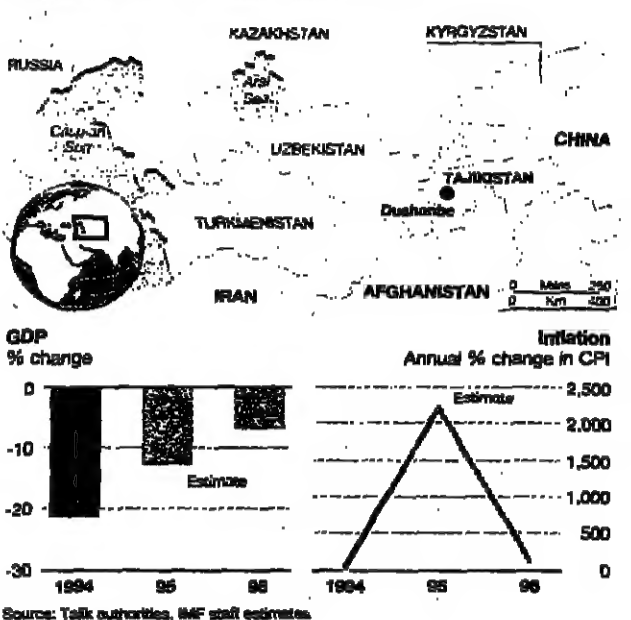 KAZAKHSTAN
KYRGYZSTAN
RUSSIA
Aral
Sea
Caspian
Sea
UZBEKISTAN
CHINA
TAJIKISTAN
Dushanbe
TURKMENISTAN
IRAN
AFGHANISTAN
0 Miles 250
0 Km 400
GDP
% change
Inflation
Annual % change in CPI
0
-10
-20
-30
Estimate
1994 95 96
Estimate
2,500
2,000
1,500
1,000
500
0
1994 95 96
Source: Tajik authorities, IMF staff estimates